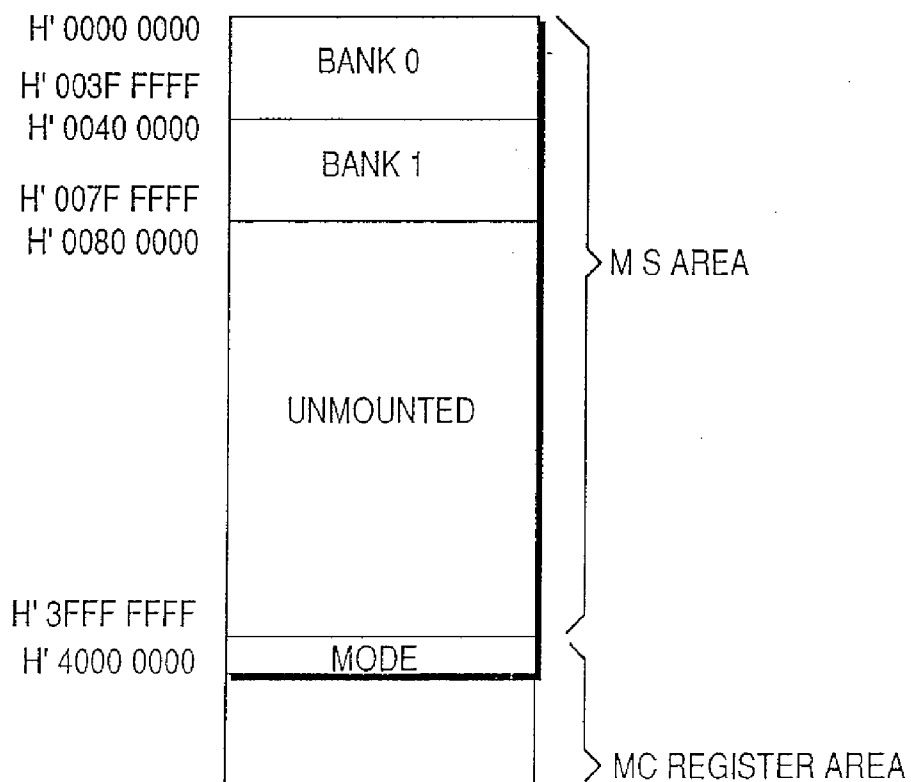 H' 0000 0000
BANK 0
H' 003F FFFF
H' 0040 0000
BANK 1
H' 007F FFFF
H' 0080 0000
M S AREA
UNMOUNTED
H' 3FFF FFFF
H' 4000 0000
MODE
MC REGISTER AREA